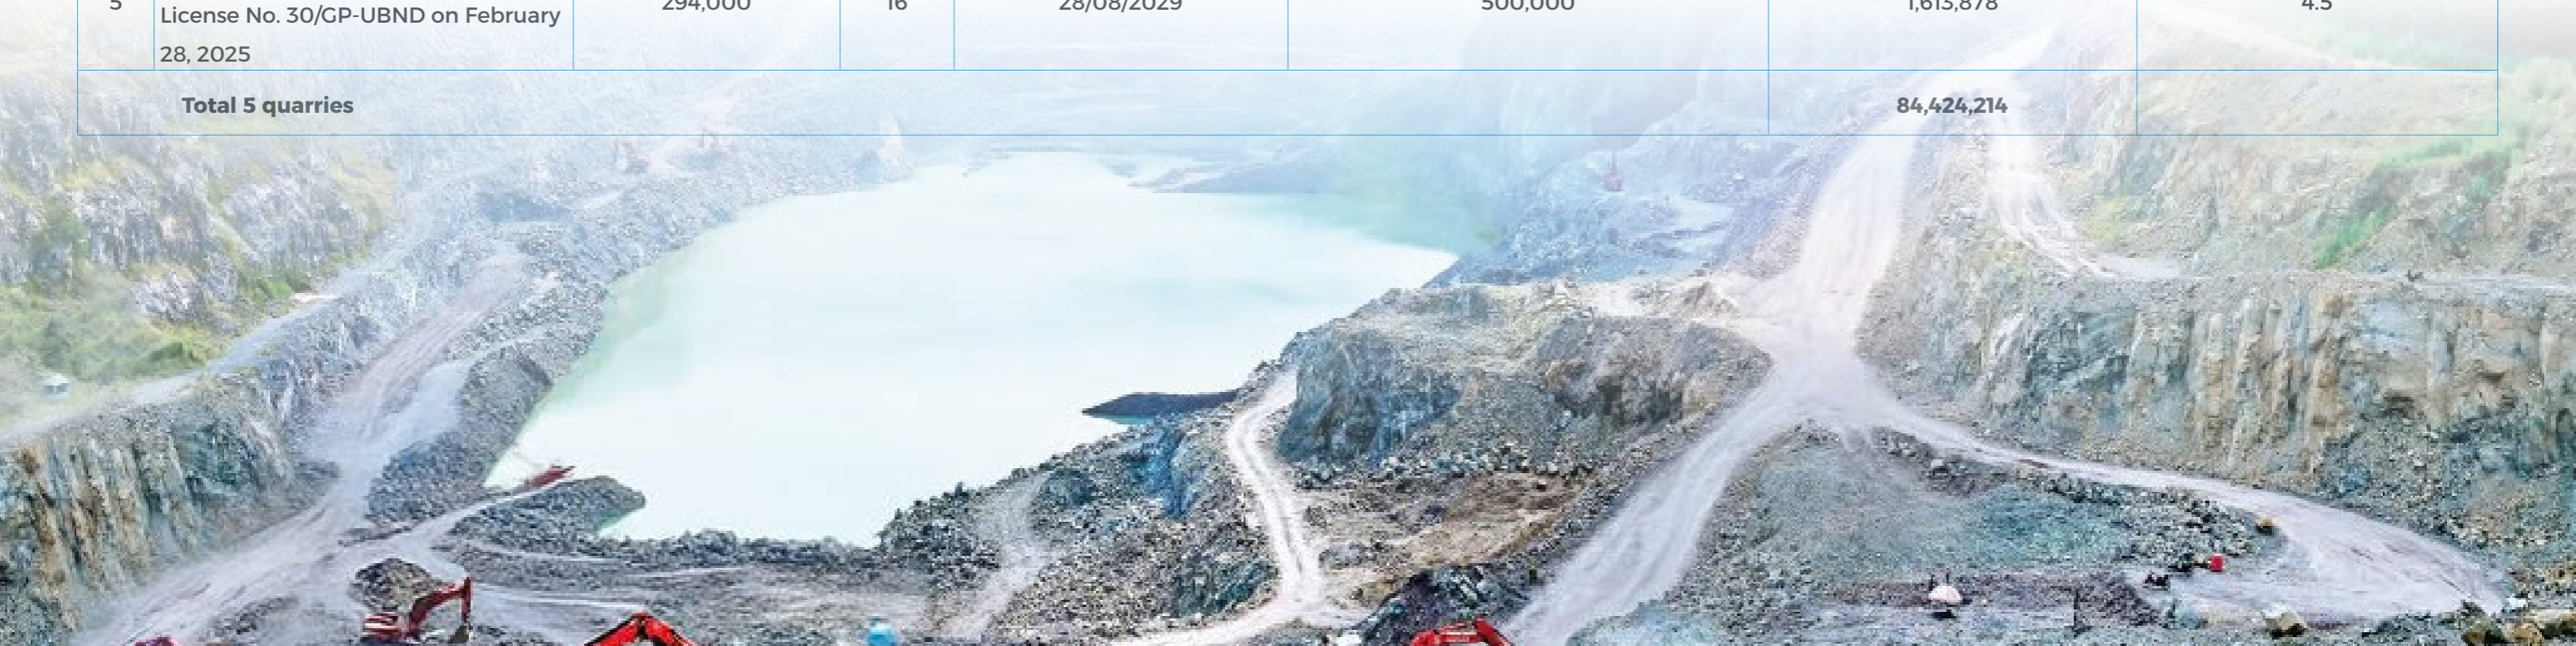 5 License No. 30/GP-UBND on February 294,000 16 28/08/2029 500,000 1,613,878 4.5
28, 2025
Total 5 quarries 84,424,214